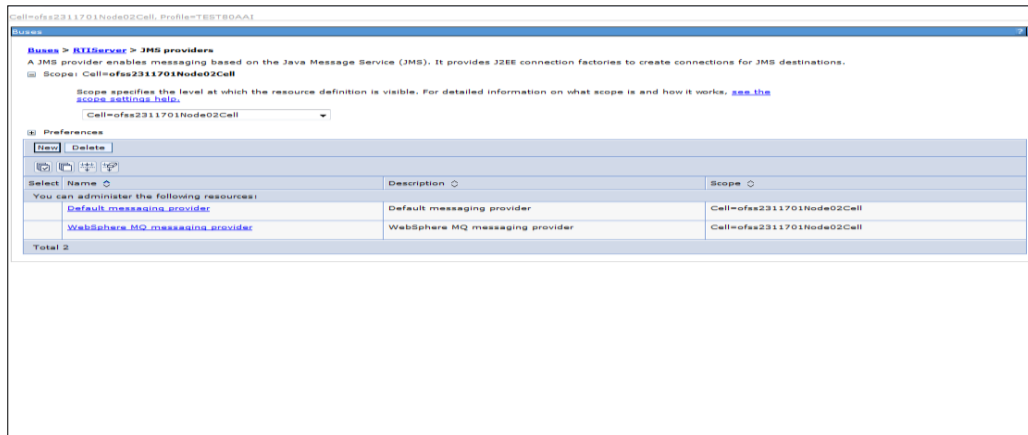 Cell=ofss2311701Node02Cell, Profile=TEST80AAI
Buses ?
Buses > RTIServer > JMS providers
A JMS provider enables messaging based on the Java Message Service (JMS). It provides J2EE connection factories to create connections for JMS destinations.
Scope: Cell=ofss2311701Node02Cell
Scope specifies the level at which the resource definition is visible. For detailed information on what scope is and how it works, see the
scope settings help.
Cell=ofss2311701Node02Cell
Preferences
New Delete
Select Name Description Scope
You can administer the following resources:
Default messaging provider Default messaging provider Cell=ofss2311701Node02Cell
WebSphere MQ messaging provider WebSphere MQ messaging provider Cell=ofss2311701Node02Cell
Total 2